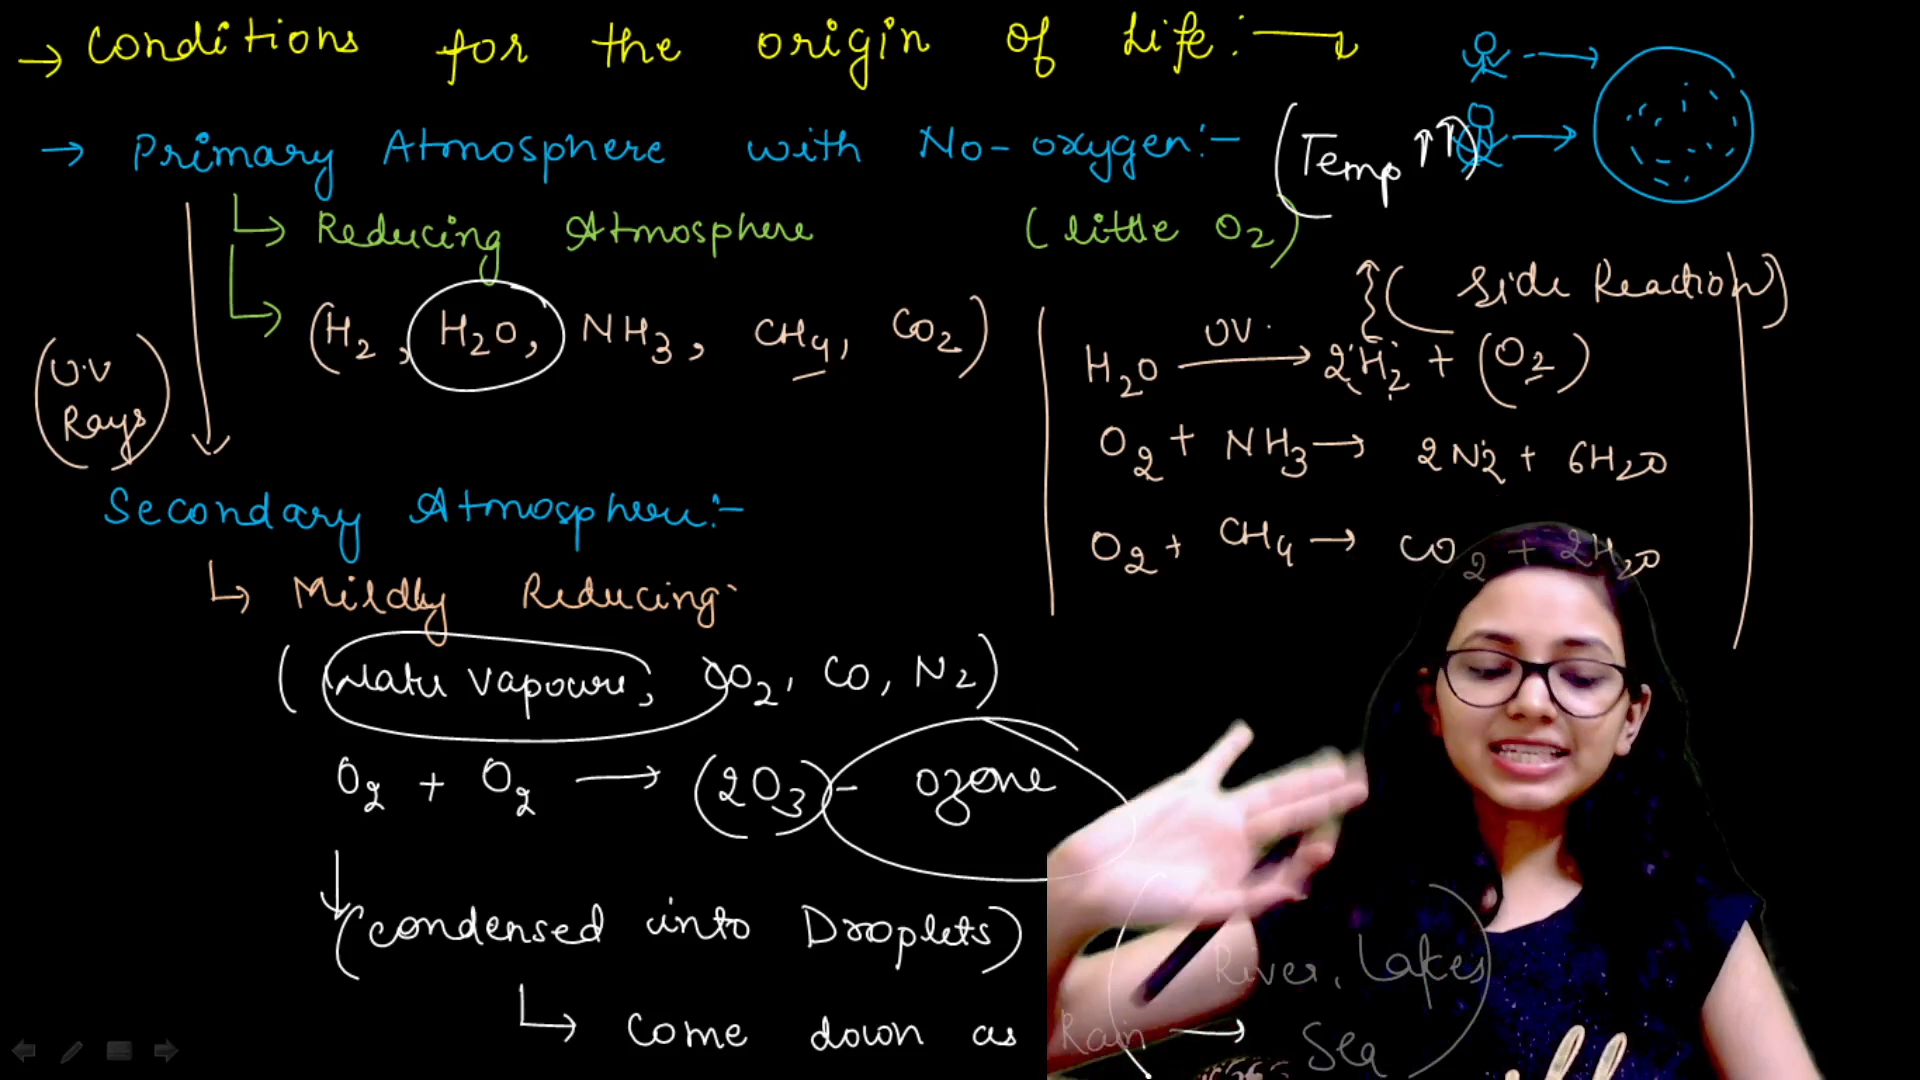 → Conditions for the origin of Life:→
→ Primary Atmosphere with No-oxygen:- (Temp ↑↑)
↳ Reducing Atmosphere (little O₂)
↳ (H₂, H₂O, NH₃, CH₄, CO₂)
(U.V Rays)
{( Side Reaction)
H₂O UV→ 2H₂ + (O₂)
O₂ + NH₃ → 2N₂ + 6H₂O
O₂ + CH₄ → CO₂ + 2H₂O
Secondary Atmosphere:-
↳ Mildly Reducing
( Water vapour, CO₂, CO, N₂)
O₂ + O₂ → (2O₃) - Ozone
↓ (condensed into Droplets)
↳ Come down as Rain → River, Lakes
Sea